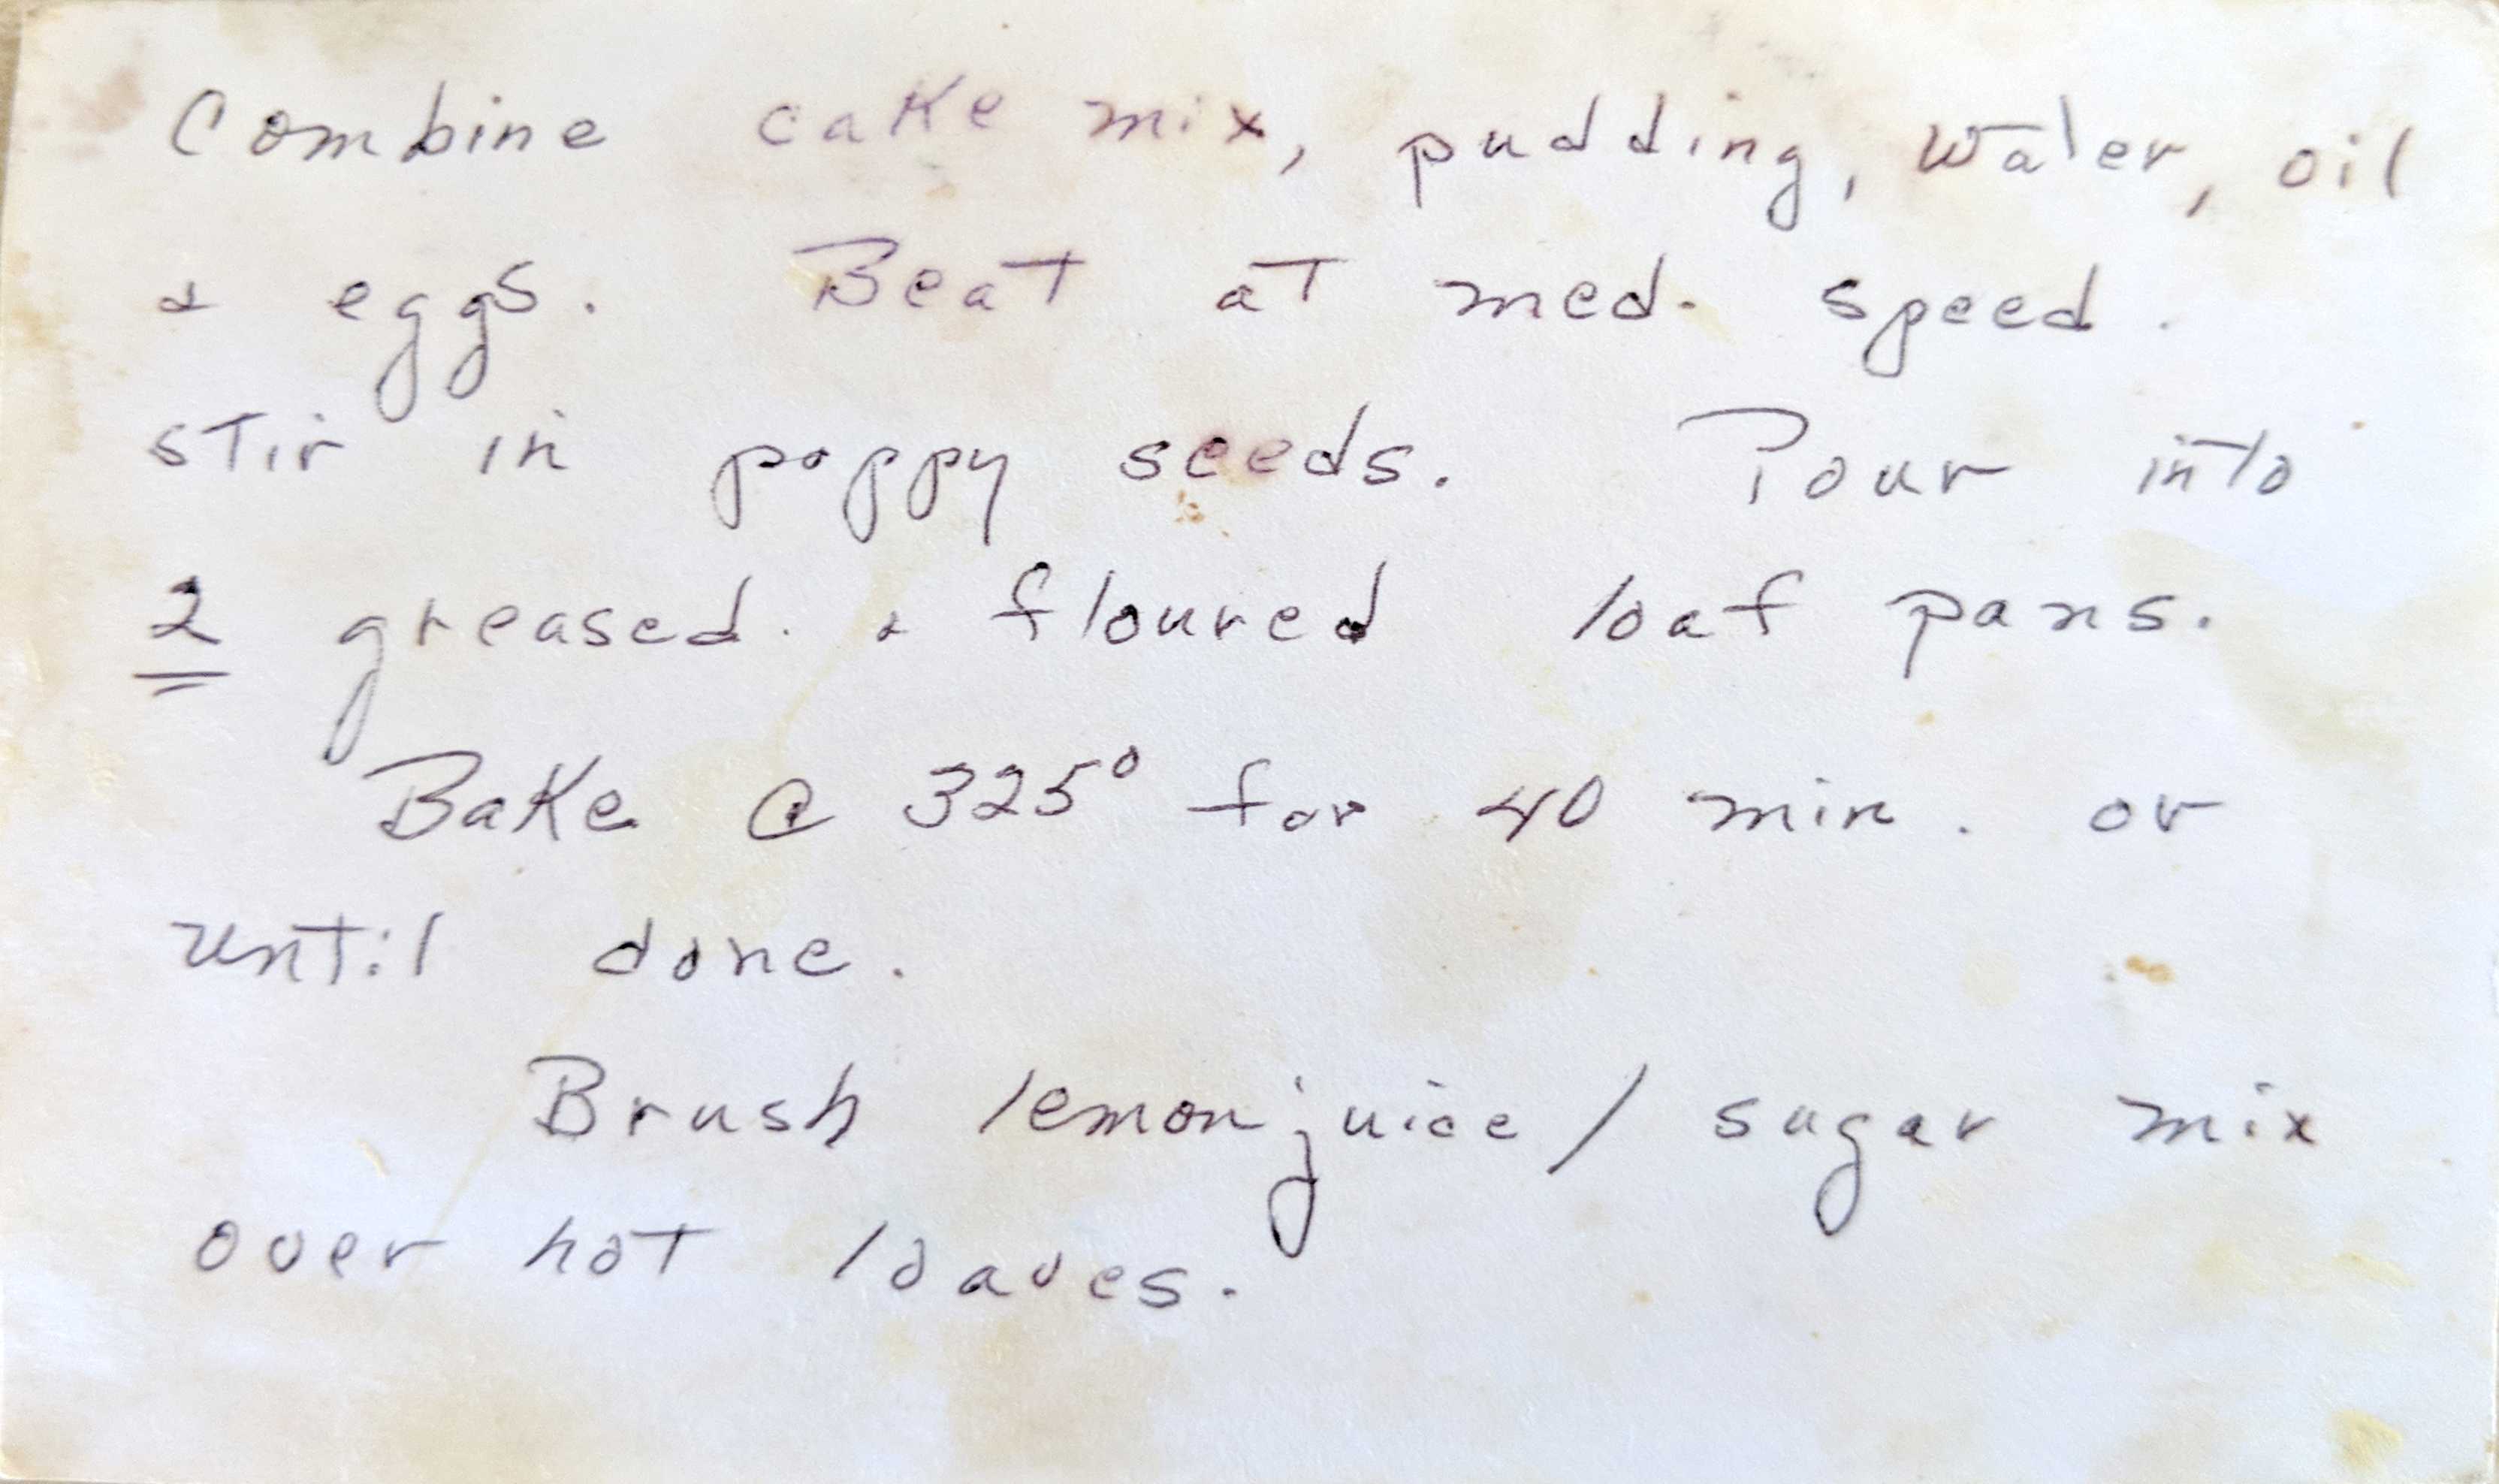 Combine cake mix, pudding, water, oil
& eggs. Beat at med. speed.
stir in poppy seeds. Pour into
2 greased & floured loaf pans.
Bake @ 325° for 40 min. or
until done.
Brush lemon juice / sugar mix
over hot loaves.